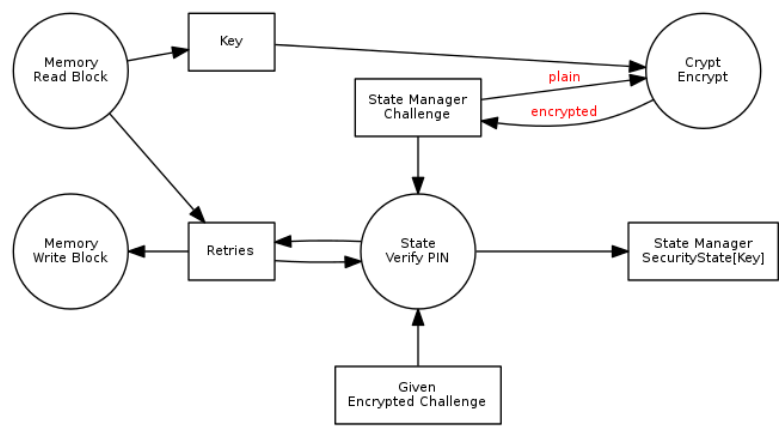 Memory
Read Block
Key
Crypt
Encrypt
plain
State Manager
Challenge
encrypted
Memory
Write Block
Retries
State
Verify PIN
State Manager
SecurityState[Key]
Given
Encrypted Challenge